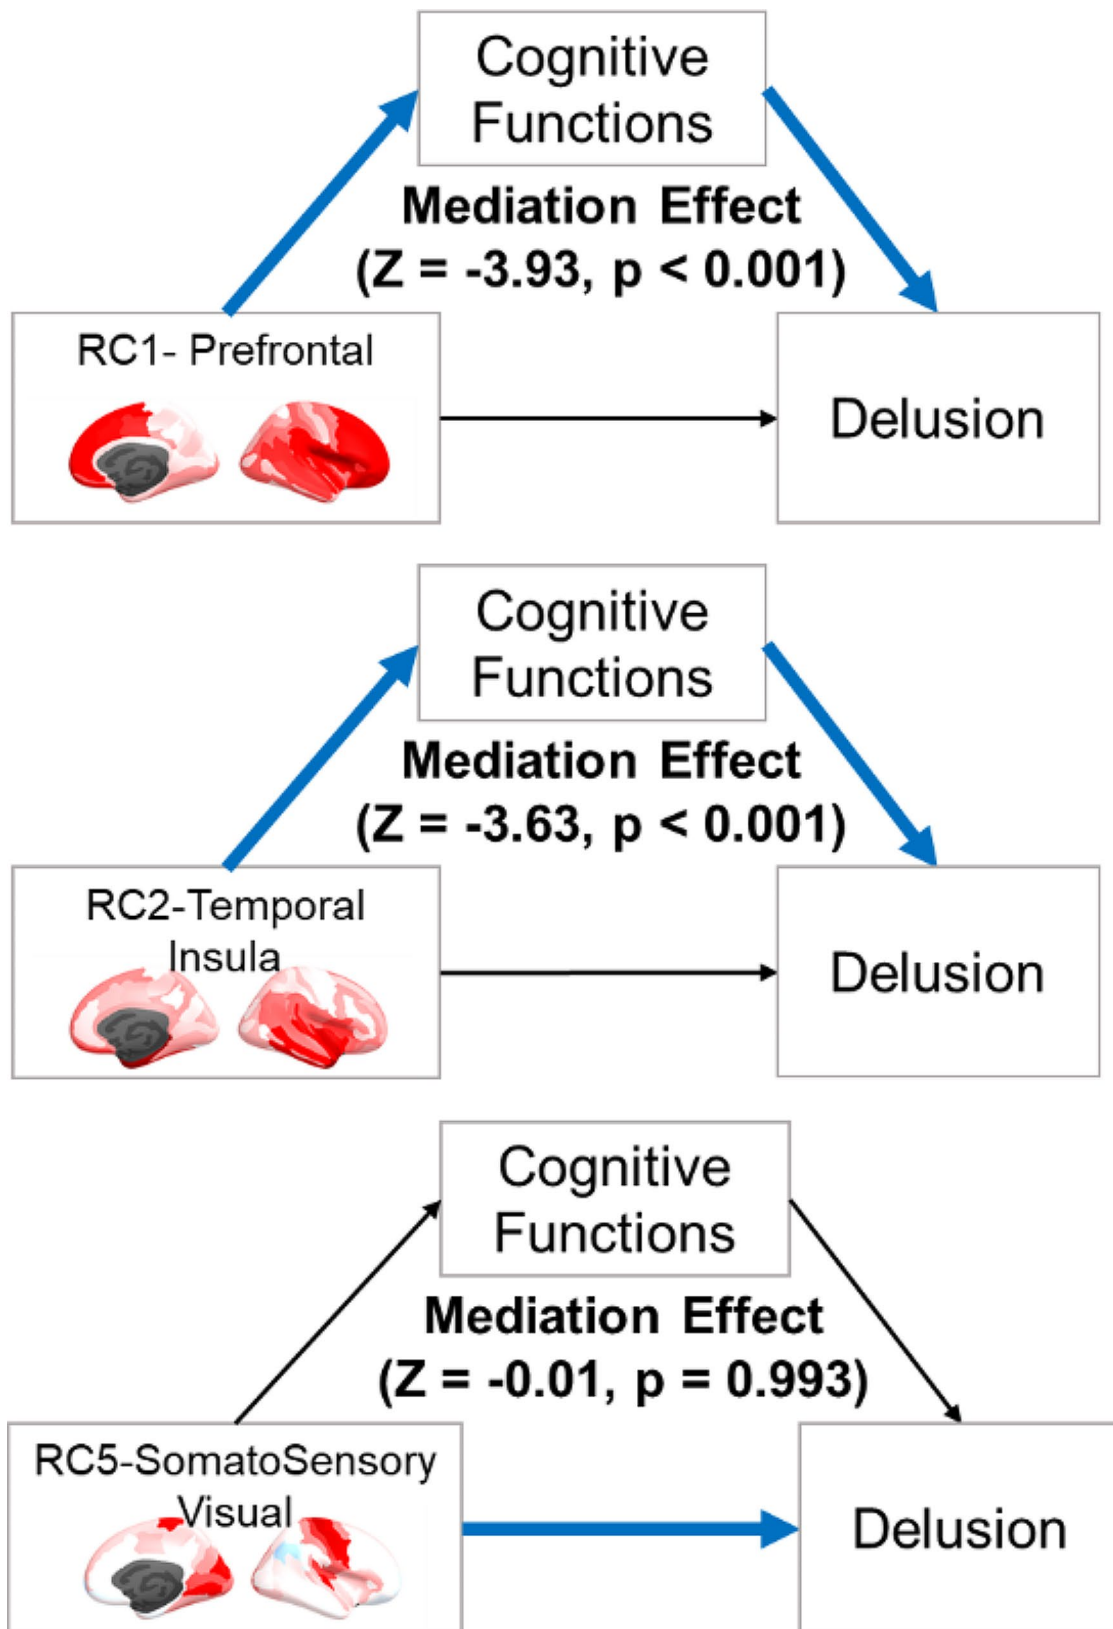 Cognitive
Functions
Mediation Effect
(Z = -3.93, p < 0.001)
RC1- Prefrontal
Delusion
Cognitive
Functions
Mediation Effect
(Z = -3.63, p < 0.001)
RC2-Temporal
Insula
Delusion
Cognitive
Functions
Mediation Effect
(Z = -0.01, p = 0.993)
RC5-SomatoSensory
Visual
Delusion